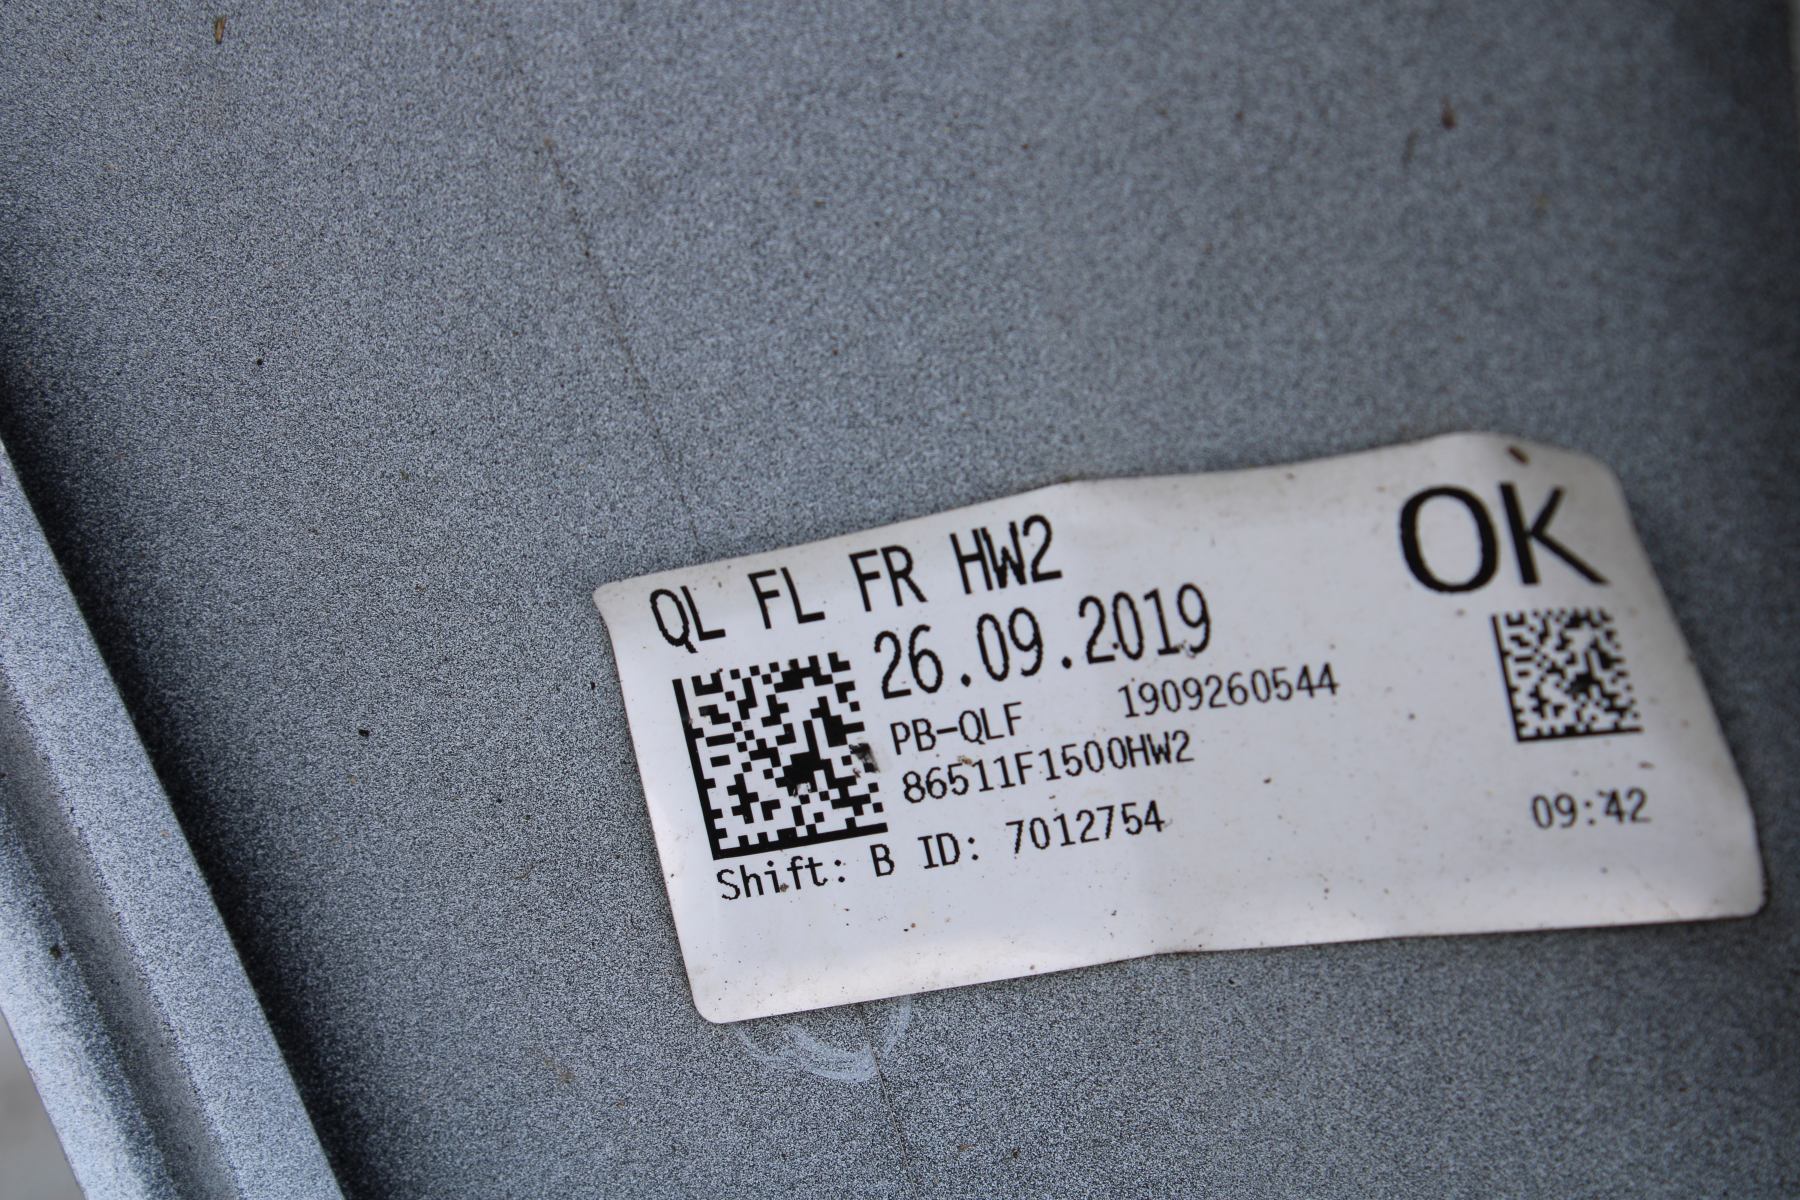 QL FL FR HW2
OK
26.09.2019
PB-QLF 1909260544
86511F1500HW2
09:42
Shift: B ID: 7012754